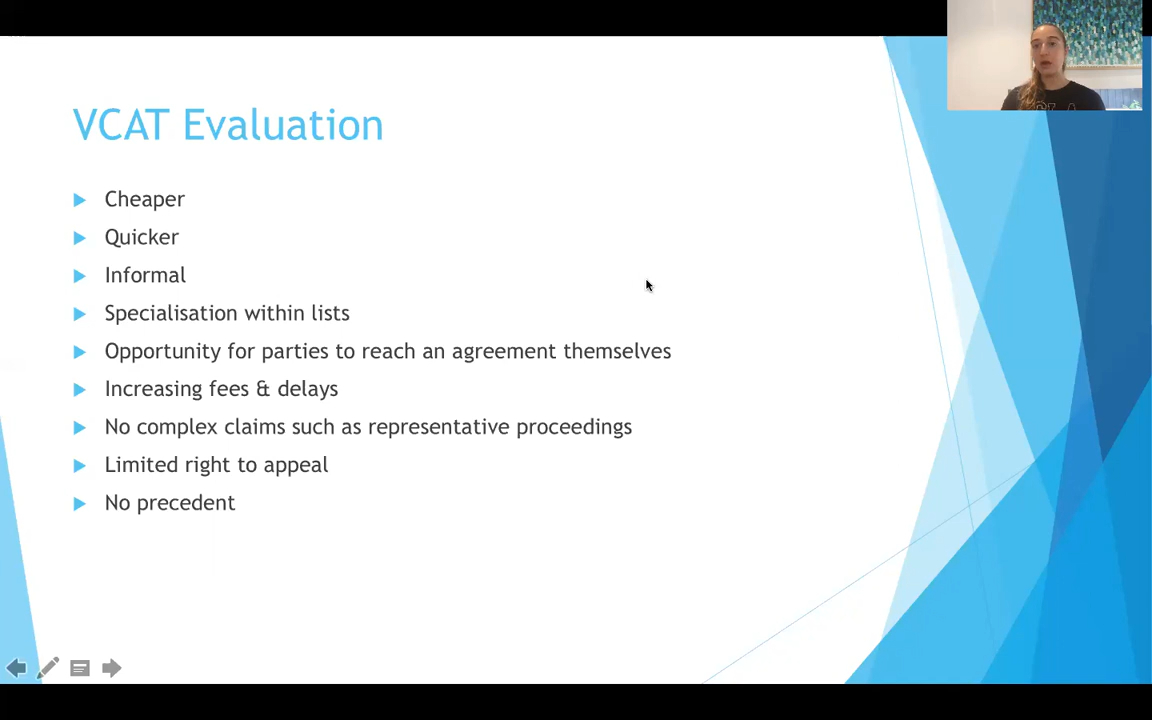 VCAT Evaluation
Cheaper
Quicker
Informal
Specialisation within lists
Opportunity for parties to reach an agreement themselves
Increasing fees & delays
No complex claims such as representative proceedings
Limited right to appeal
No precedent